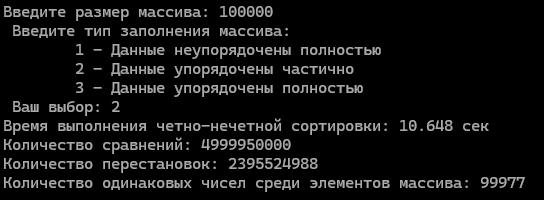 Введите размер массива: 100000
Введите тип заполнения массива:
1 – Данные неупорядочены полностью
2 – Данные упорядочены частично
3 – Данные упорядочены полностью
Ваш выбор: 2
Время выполнения четно-нечетной сортировки: 10.648 сек
Количество сравнений: 4999950000
Количество перестановок: 2395524988
Количество одинаковых чисел среди элементов массива: 99977